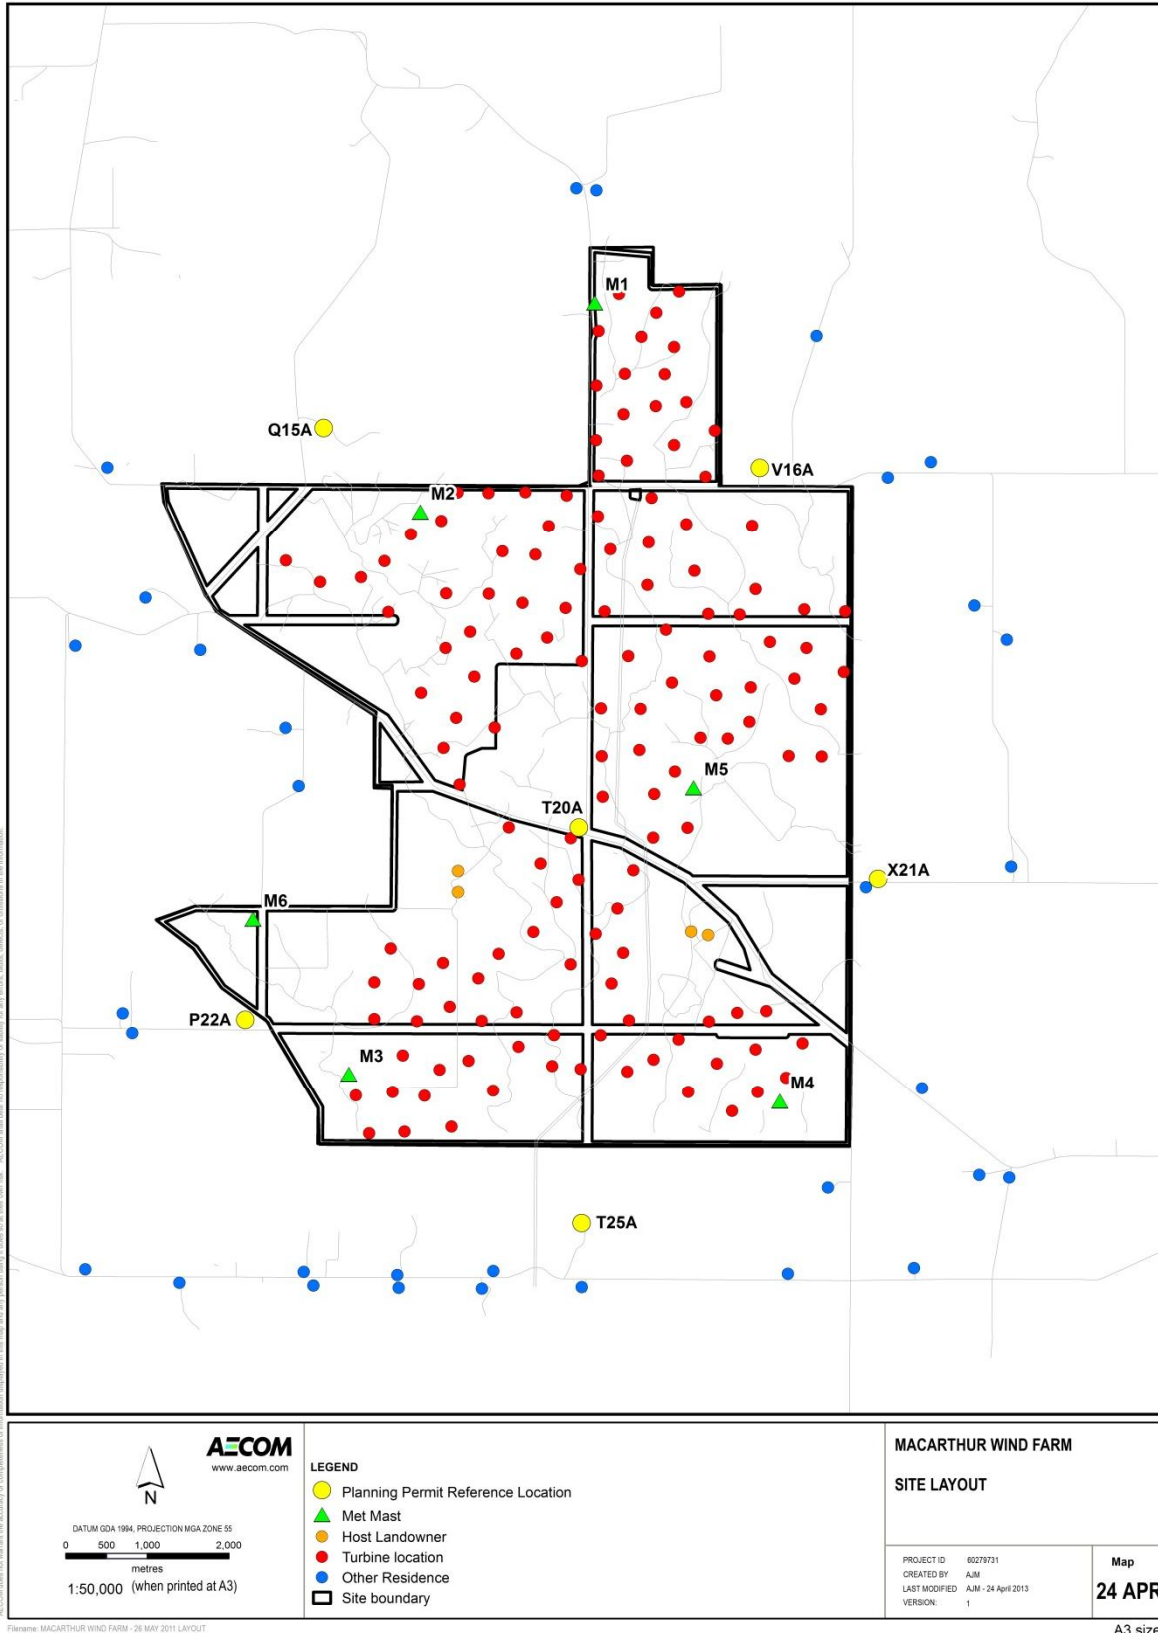 M1
Q15A
V16A
M2
M5
T20A
X21A
M6
P22A
M3
M4
T25A
AECOM
www.aecom.com
N
DATUM GDA 1994, PROJECTION MGA ZONE 55
0 500 1,000 2,000
metres
1:50,000 (when printed at A3)
LEGEND
Planning Permit Reference Location
Met Mast
Host Landowner
Turbine location
Other Residence
Site boundary
MACARTHUR WIND FARM
SITE LAYOUT
PROJECT ID 60279731
CREATED BY AJM
LAST MODIFIED AJM - 24 April 2013
VERSION: 1
Map
24 APR
Filename: MACARTHUR WIND FARM - 26 MAY 2011 LAYOUT
A3 size